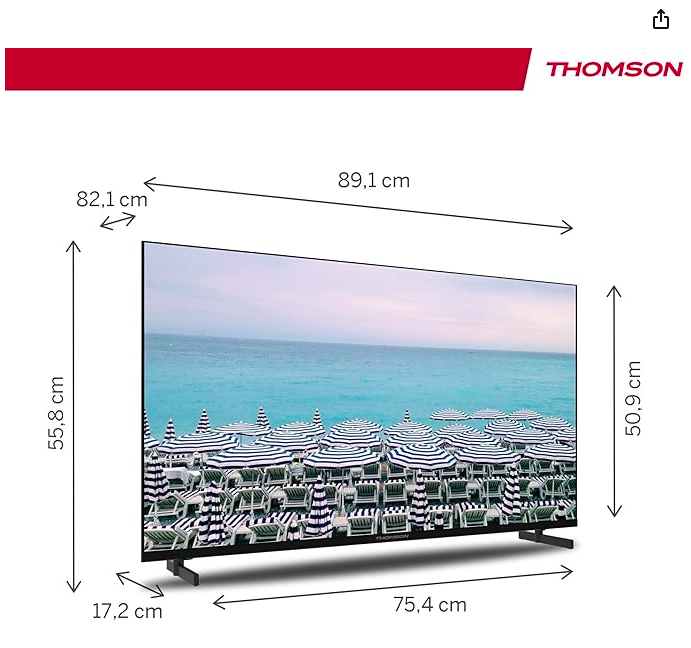 THOMSON
89,1 cm
82,1 cm
55,8 cm
50,9 cm
THOMSON
17,2 cm
75,4 cm